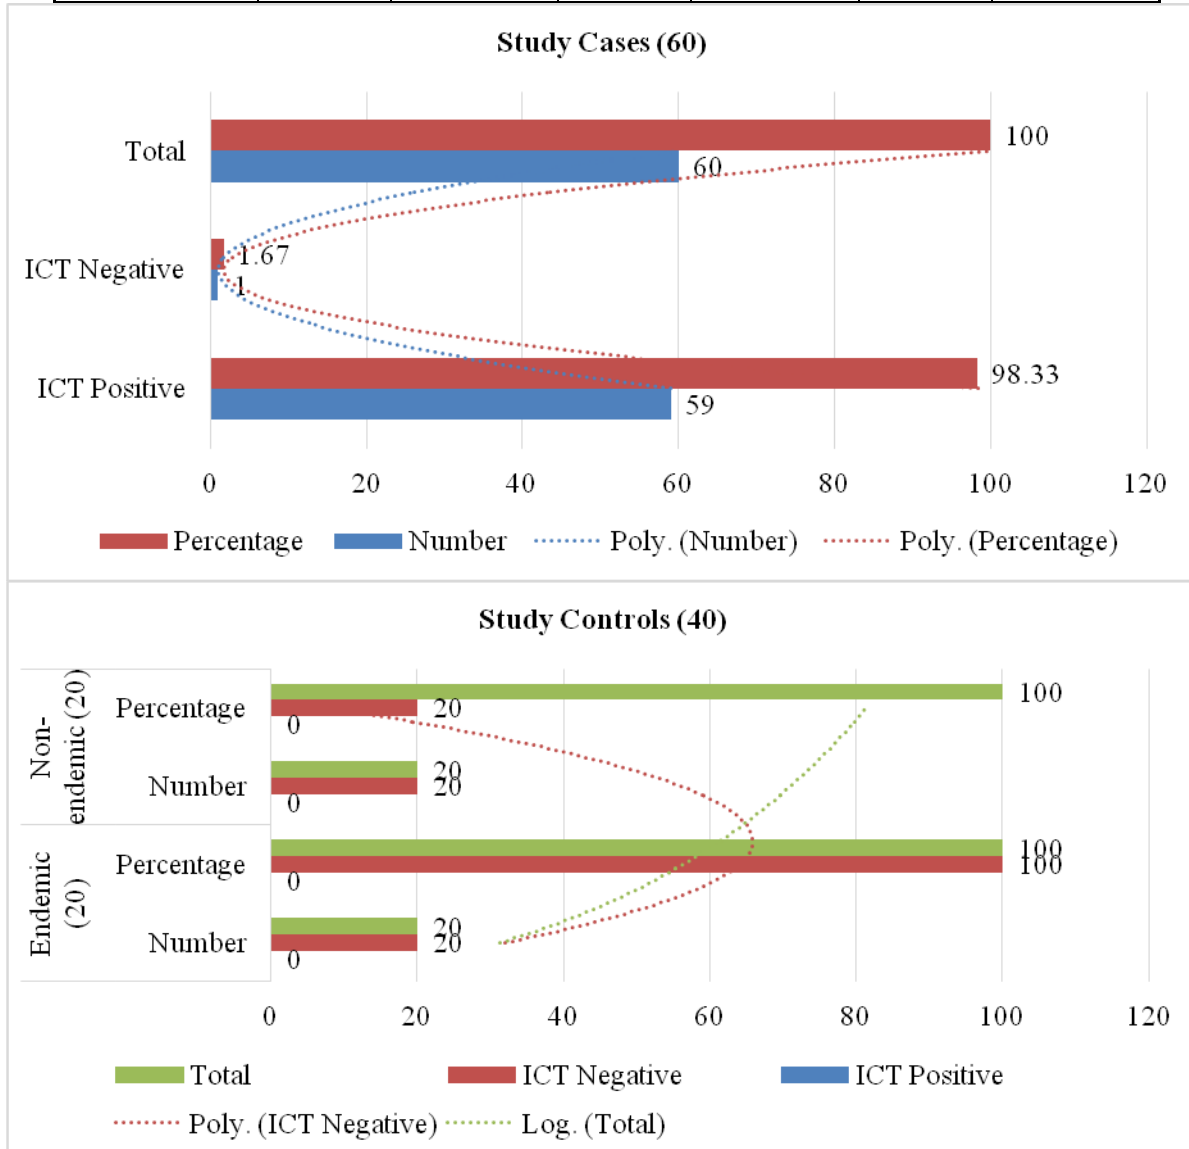 Study Cases (60)
Total
100
60
ICT Negative
1.67
1
ICT Positive
98.33
59
0 20 40 60 80 100 120
Percentage Number Poly. (Number) Poly. (Percentage)
Study Controls (40)
Non-
endemic (20)
Percentage
100
20
0
Number
20
20
0
Endemic
(20)
Percentage
100
100
0
Number
20
20
0
0 20 40 60 80 100 120
Total ICT Negative ICT Positive
Poly. (ICT Negative) Log. (Total)